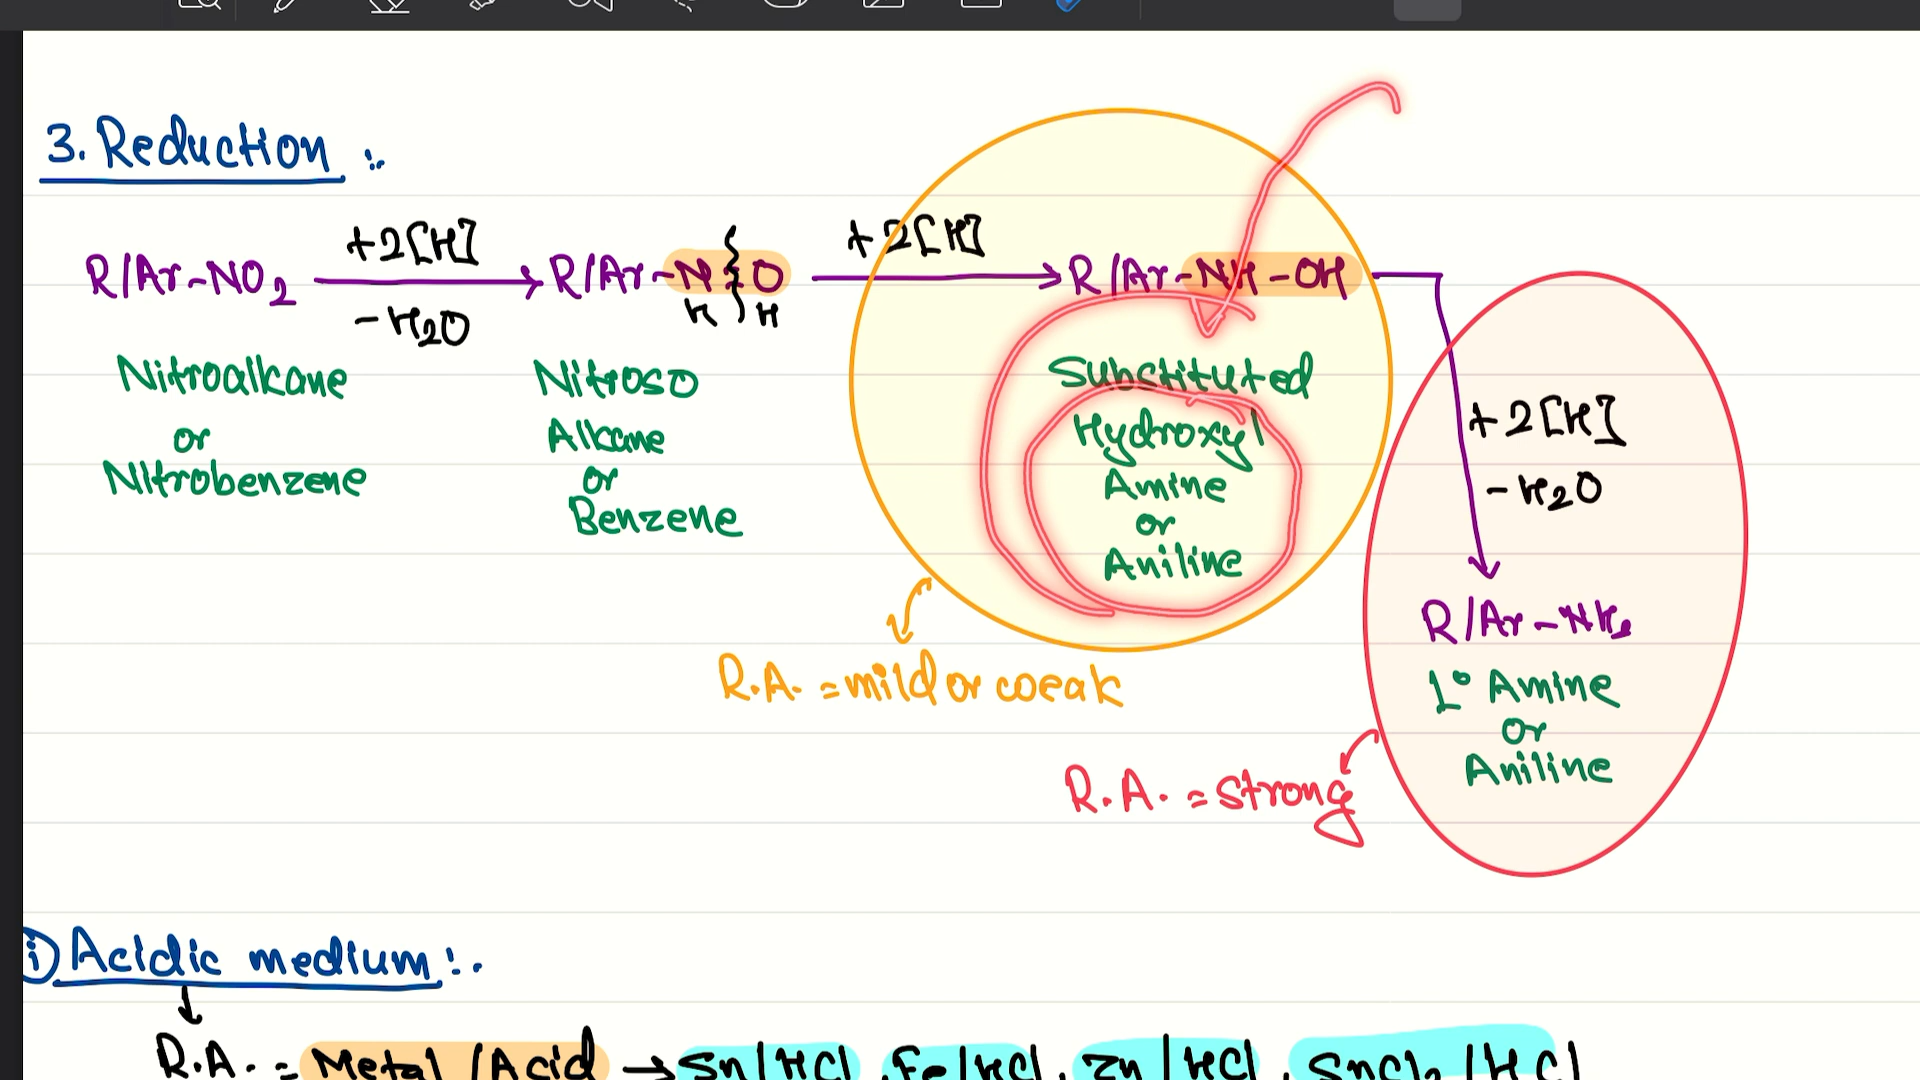 3. Reduction :-
R/Ar-NO2 +2[H] -H2O → R/Ar-N=O +2[H] → R/Ar-NH-OH
H H
Nitroalkane
or
Nitrobenzene
Nitroso
Alkane
or
Benzene
Substituted
Hydroxyl
Amine
or
Aniline
+2[H]
-H2O
R/Ar-NH2
1° Amine
or
Aniline
R.A. = mild or weak
R.A. = strong
i) Acidic medium :-
R.A. = Metal/Acid → Sn/HCl, Fe/HCl, Zn/HCl, SnCl2/HCl